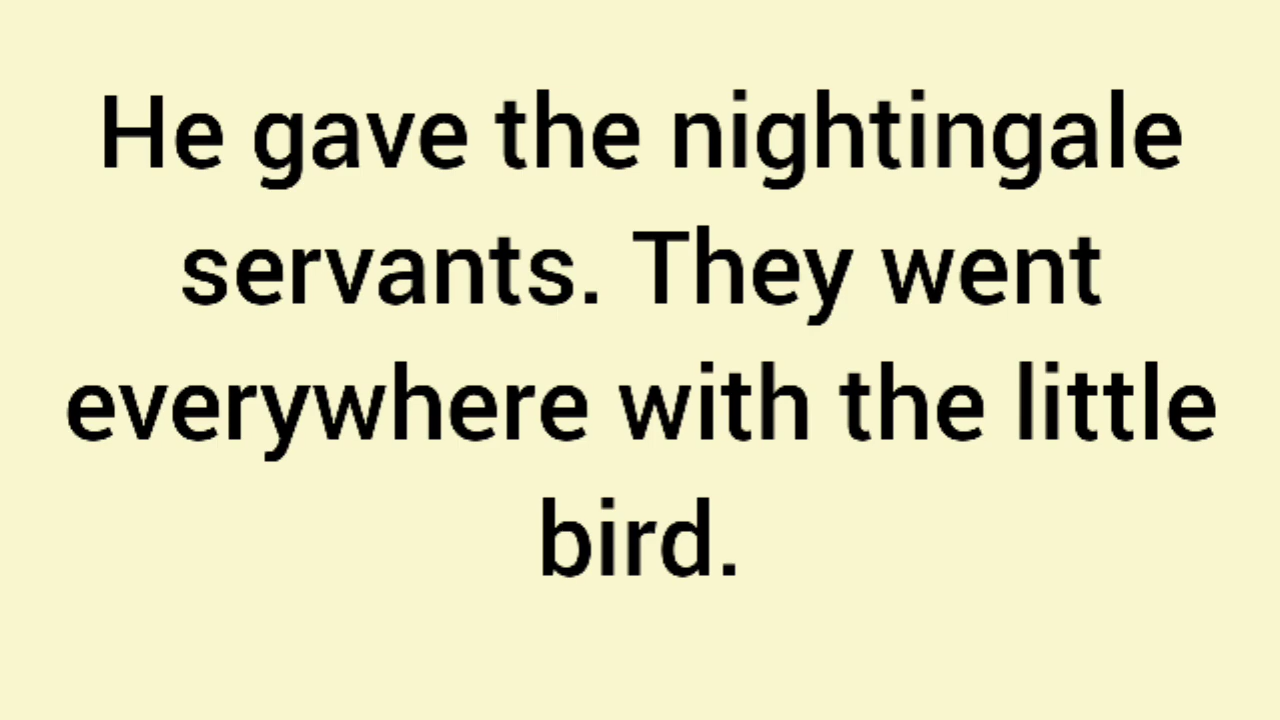 He gave the nightingale
servants. They went
everywhere with the little
bird.